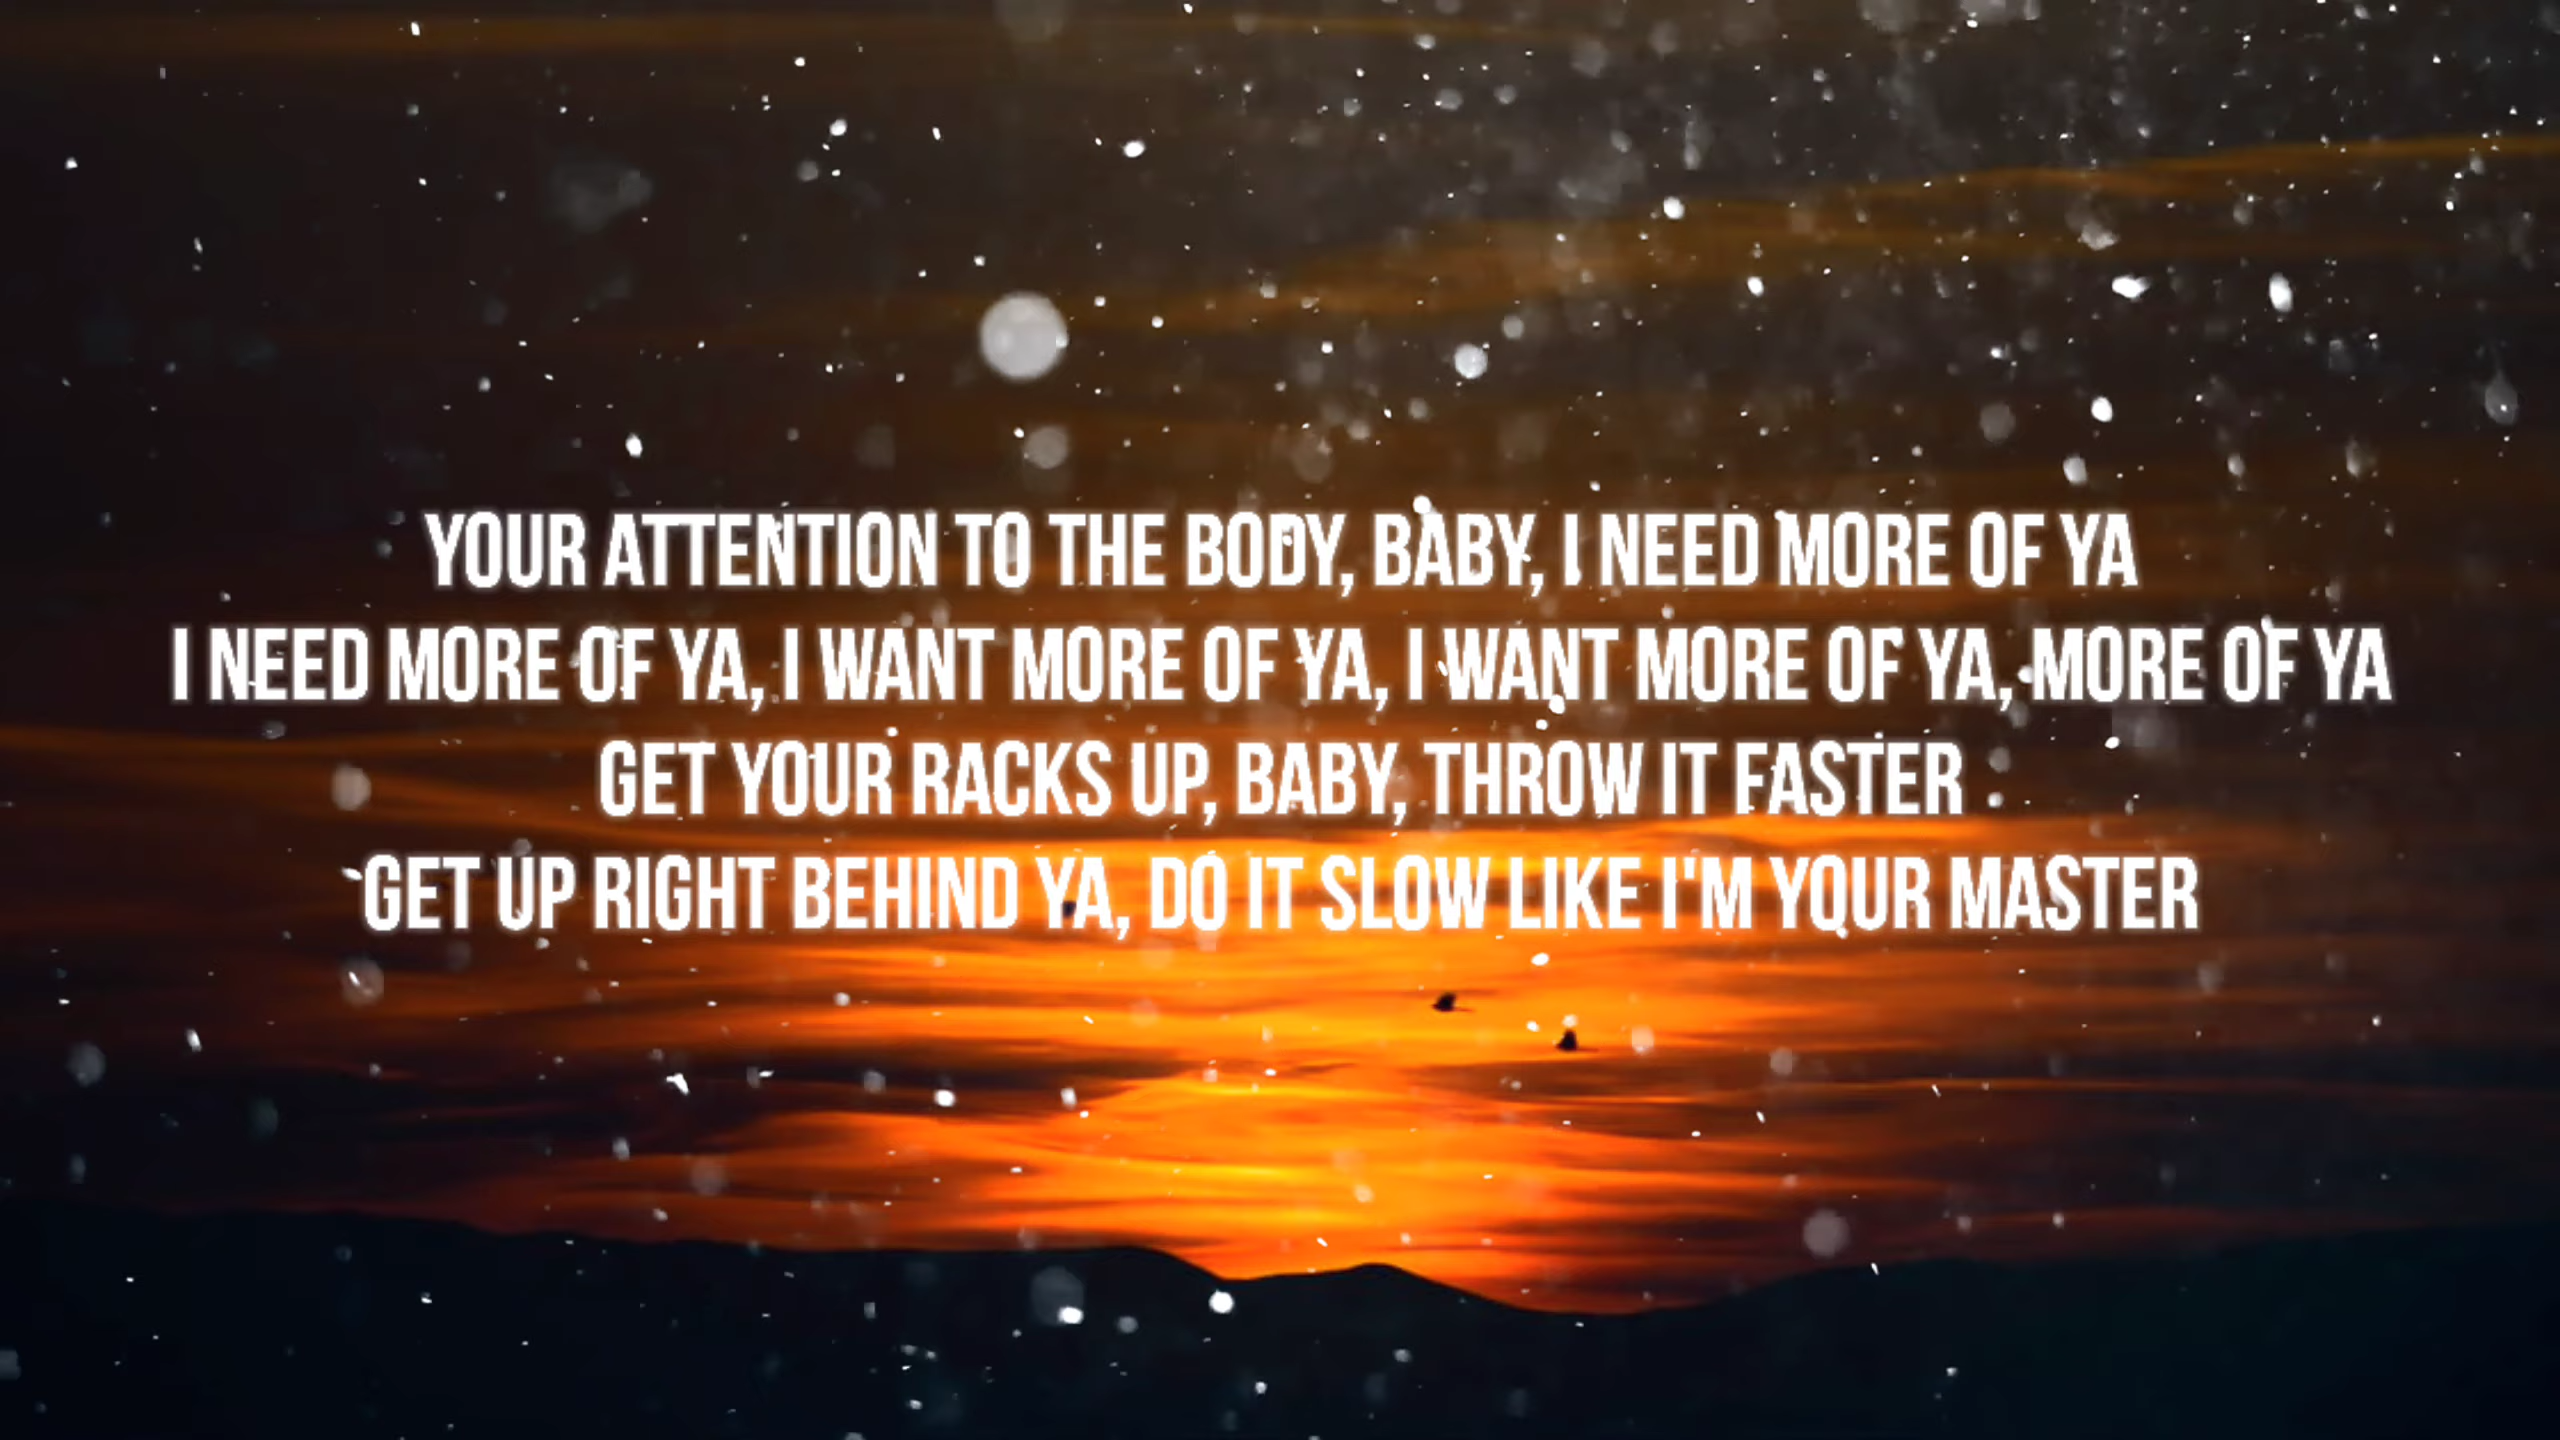 YOUR ATTENTION TO THE BODY, BABY, I NEED MORE OF YA
I NEED MORE OF YA, I WANT MORE OF YA, I WANT MORE OF YA, MORE OF YA
GET YOUR RACKS UP, BABY, THROW IT FASTER
GET UP RIGHT BEHIND YA, DO IT SLOW LIKE I'M YOUR MASTER